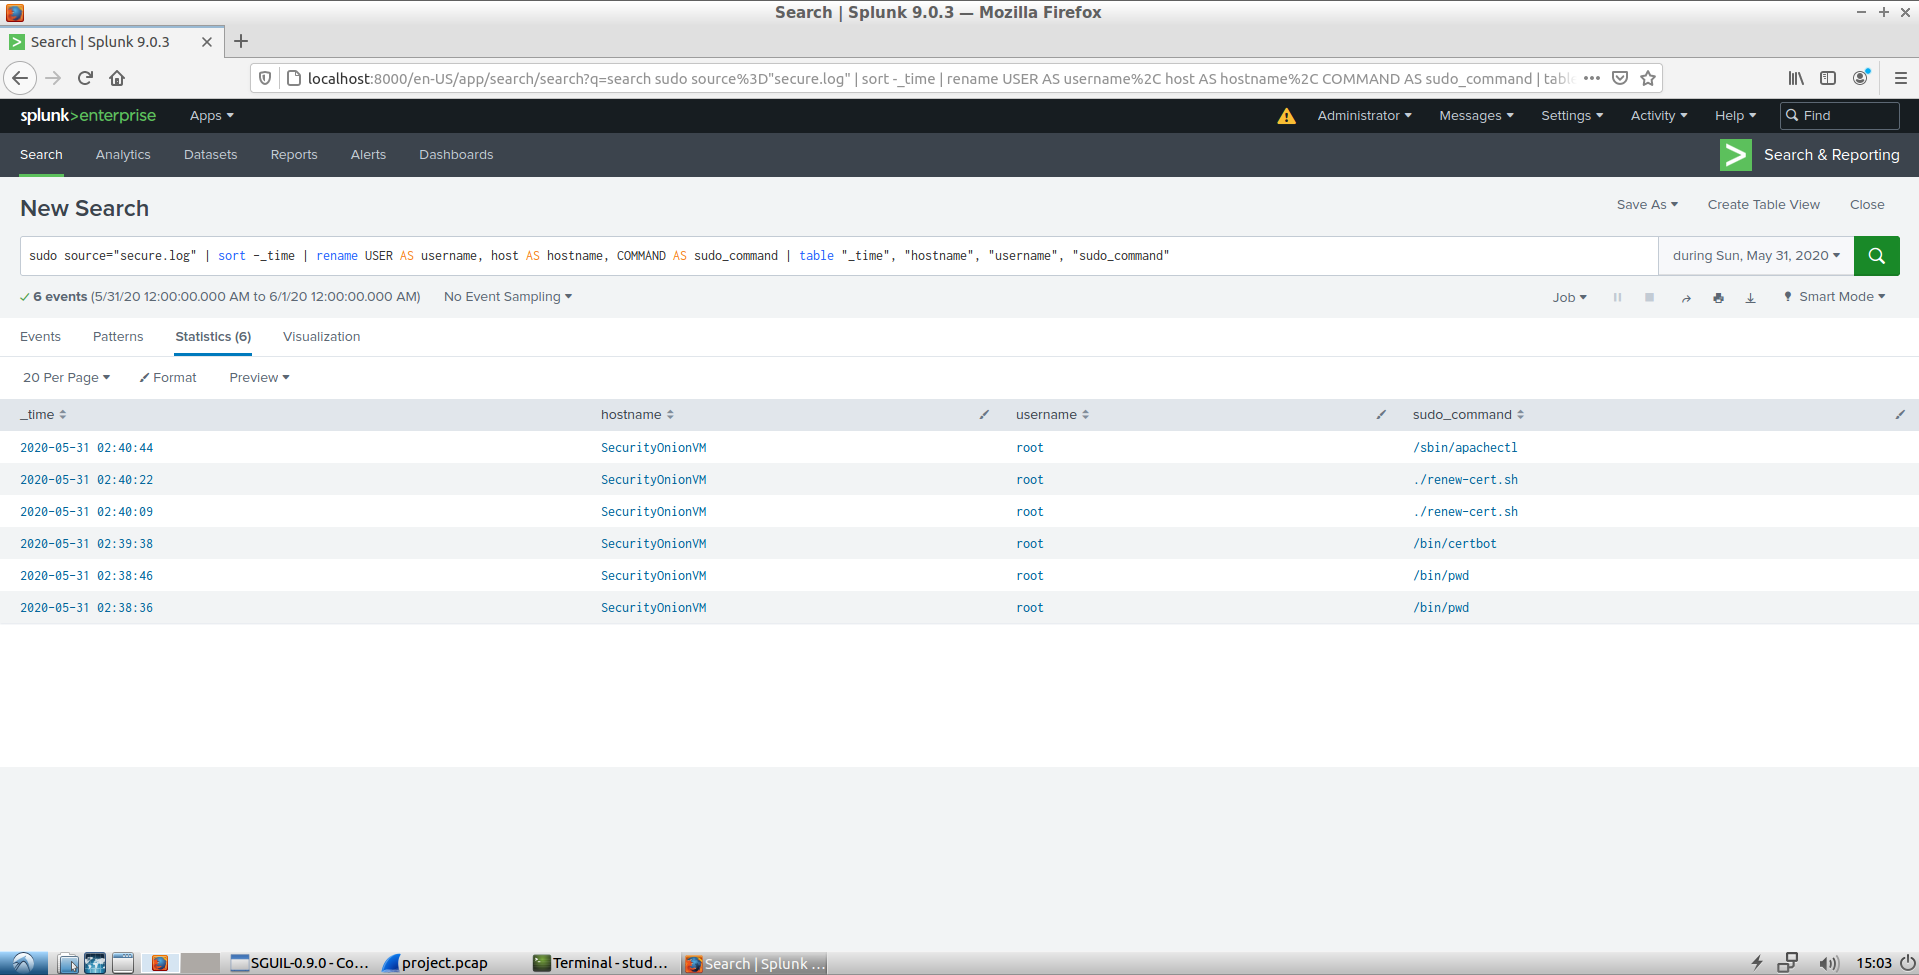 Search | Splunk 9.0.3 — Mozilla Firefox
Search | Splunk 9.0.3
localhost:8000/en-US/app/search/search?q=search sudo source%3D"secure.log" | sort -_time | rename USER AS username%2C host AS hostname%2C COMMAND AS sudo_command | tabl
splunk>enterprise Apps Administrator Messages Settings Activity Help Find
Search Analytics Datasets Reports Alerts Dashboards Search & Reporting
New Search Save As Create Table View Close
sudo source="secure.log" | sort -_time | rename USER AS username, host AS hostname, COMMAND AS sudo_command | table "_time", "hostname", "username", "sudo_command" during Sun, May 31, 2020
6 events (5/31/20 12:00:00.000 AM to 6/1/20 12:00:00.000 AM) No Event Sampling Job Smart Mode
Events Patterns Statistics (6) Visualization
20 Per Page Format Preview
_time hostname username sudo_command
2020-05-31 02:40:44 SecurityOnionVM root /sbin/apachectl
2020-05-31 02:40:22 SecurityOnionVM root ./renew-cert.sh
2020-05-31 02:40:09 SecurityOnionVM root ./renew-cert.sh
2020-05-31 02:39:38 SecurityOnionVM root /bin/certbot
2020-05-31 02:38:46 SecurityOnionVM root /bin/pwd
2020-05-31 02:38:36 SecurityOnionVM root /bin/pwd
SGUIL-0.9.0 - Co... project.pcap Terminal - stud... Search | Splunk ... 15:03